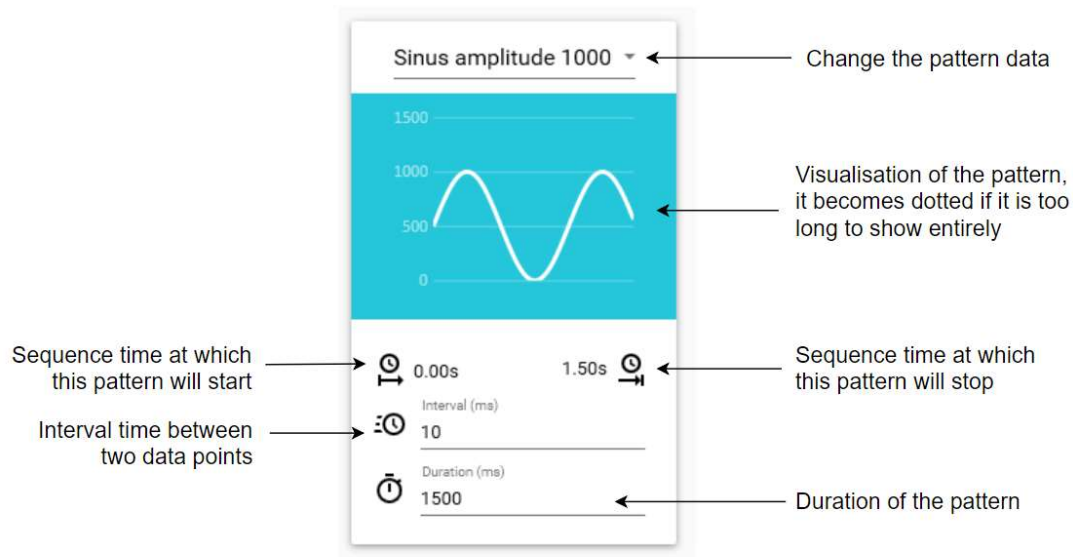 Sinus amplitude 1000
Change the pattern data
1500
1000
500
0
Visualisation of the pattern,
it becomes dotted if it is too
long to show entirely
Sequence time at which
this pattern will start
0.00s
1.50s
Sequence time at which
this pattern will stop
Interval time between
two data points
Interval (ms)
10
Duration (ms)
1500
Duration of the pattern